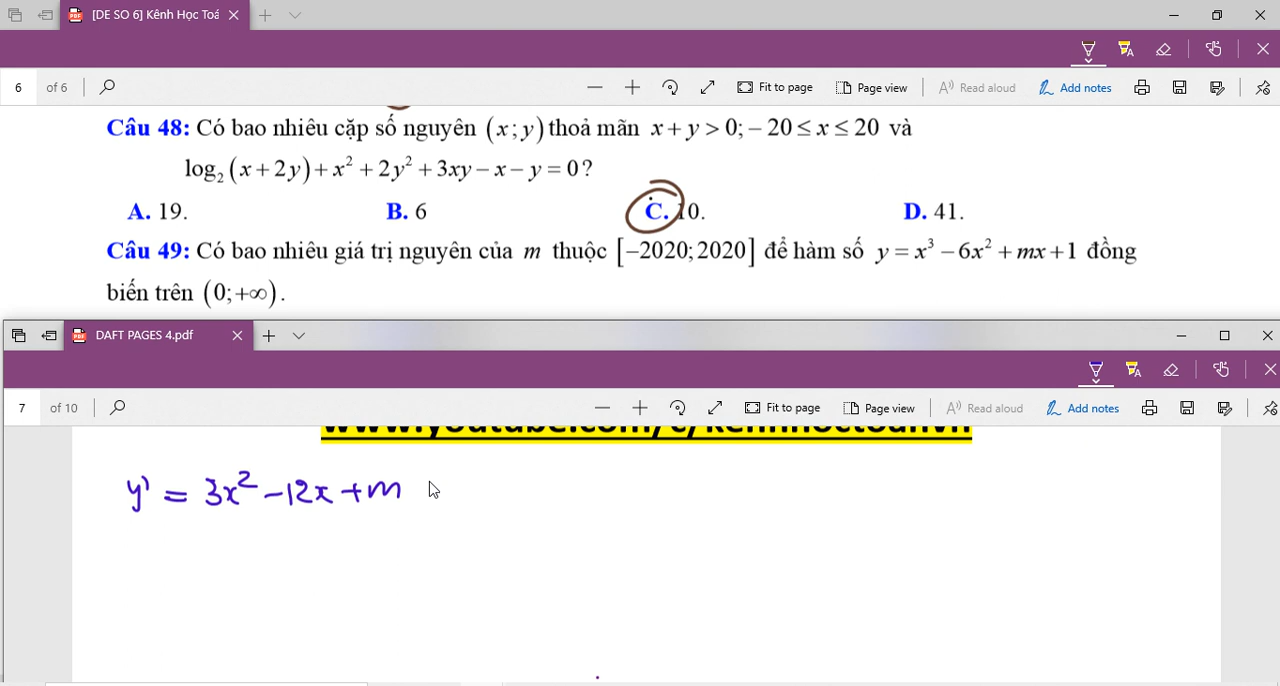 [DE SO 6] Kênh Học Toá
6 of 6 Fit to page Page view Read aloud Add notes
Câu 48: Có bao nhiêu cặp số nguyên (x; y) thoả mãn x + y > 0; − 20 ≤ x ≤ 20 và
log₂ (x + 2y) + x² + 2y² + 3xy − x − y = 0?
A. 19. B. 6 C. 10. D. 41.
Câu 49: Có bao nhiêu giá trị nguyên của m thuộc [−2020; 2020] để hàm số y = x³ − 6x² + mx + 1 đồng
biến trên (0; +∞).
DAFT PAGES 4.pdf
7 of 10 Fit to page Page view Read aloud Add notes
www.youtube.com/c/kenhhoctoanvn
y' = 3x² − 12x + m